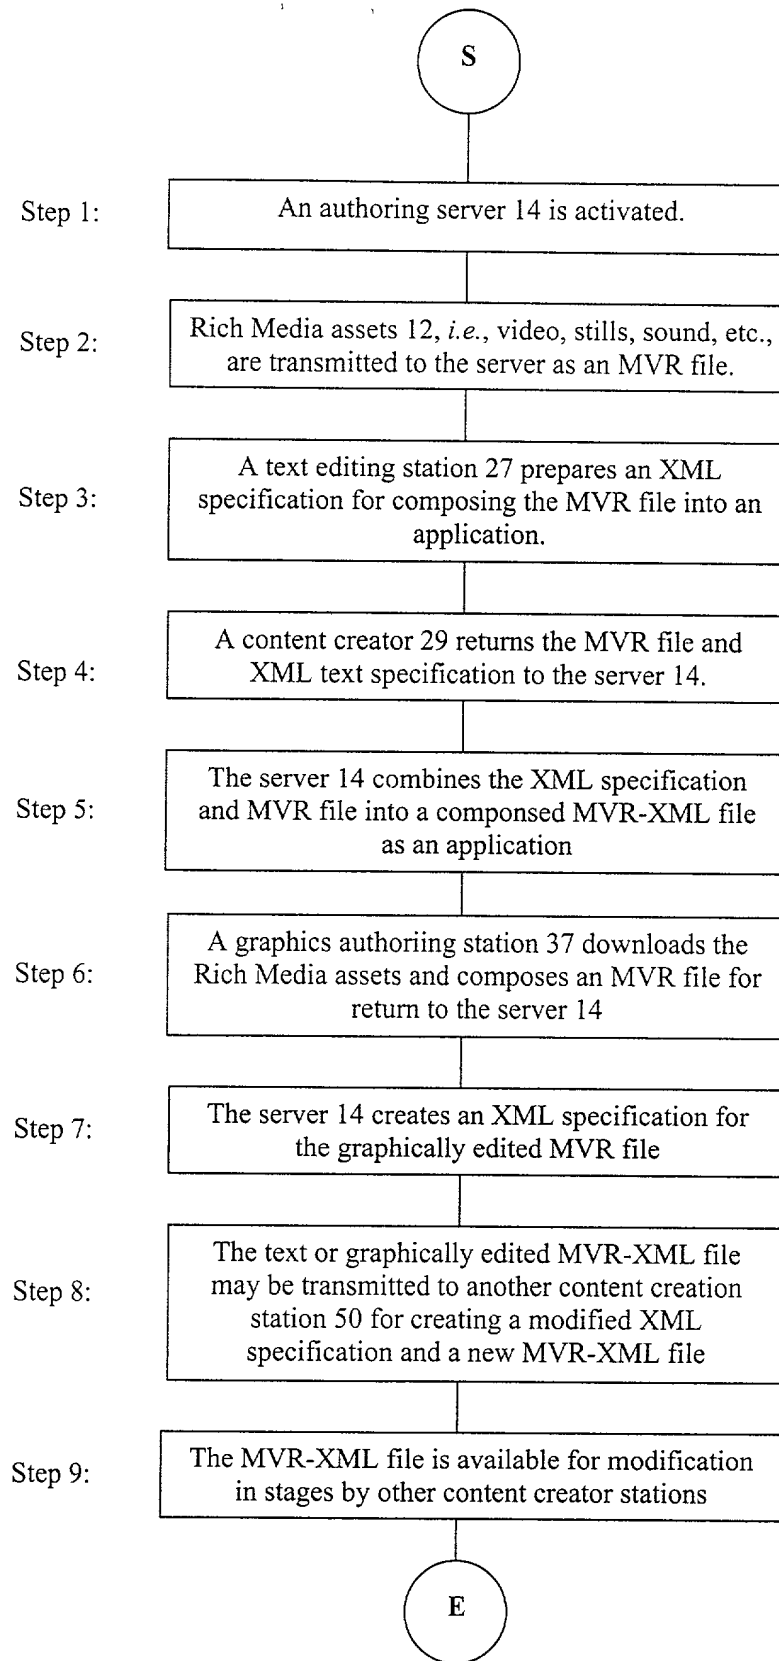 S
Step 1:
An authoring server 14 is activated.
Step 2:
Rich Media assets 12, i.e., video, stills, sound, etc.,
are transmitted to the server as an MVR file.
Step 3:
A text editing station 27 prepares an XML
specification for composing the MVR file into an
application.
Step 4:
A content creator 29 returns the MVR file and
XML text specification to the server 14.
Step 5:
The server 14 combines the XML specification
and MVR file into a componsed MVR-XML file
as an application
Step 6:
A graphics authoriing station 37 downloads the
Rich Media assets and composes an MVR file for
return to the server 14
Step 7:
The server 14 creates an XML specification for
the graphically edited MVR file
Step 8:
The text or graphically edited MVR-XML file
may be transmitted to another content creation
station 50 for creating a modified XML
specification and a new MVR-XML file
Step 9:
The MVR-XML file is available for modification
in stages by other content creator stations
E